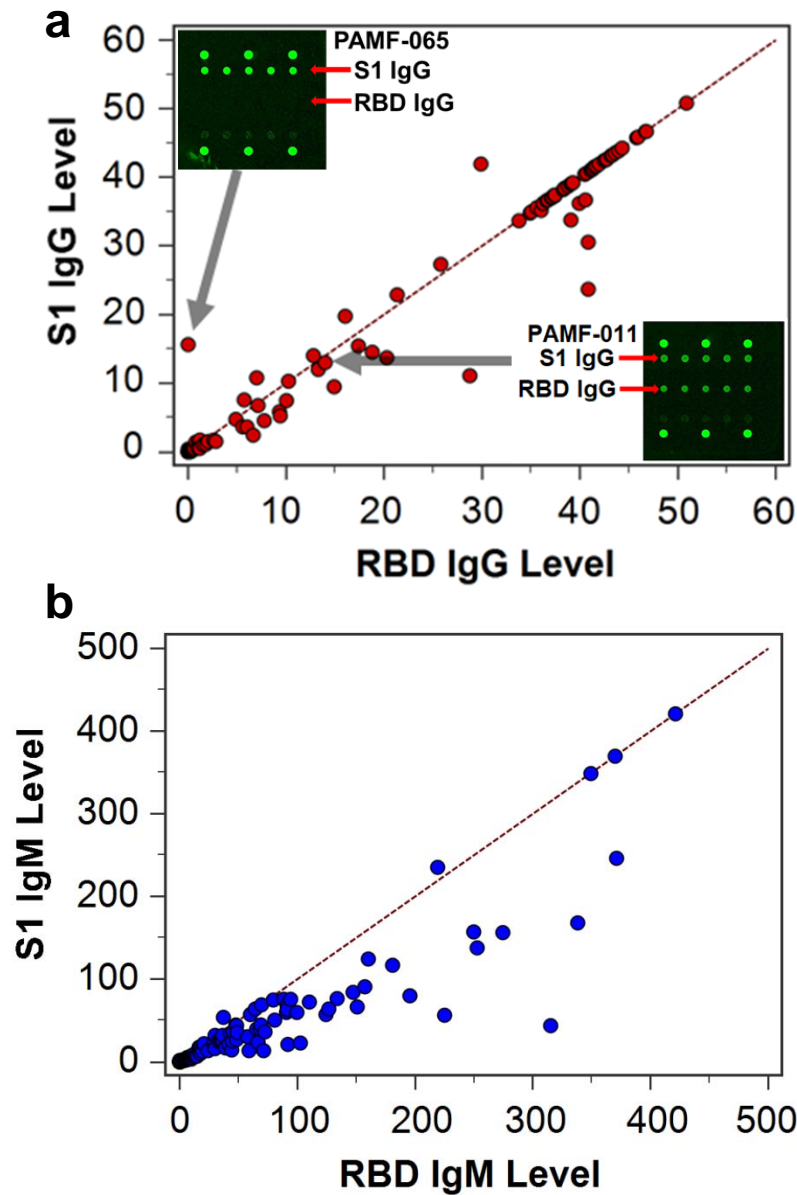 a
60
50
40
30
20
10
0
S1 IgG Level
PAMF-065
S1 IgG
RBD IgG
PAMF-011
S1 IgG
RBD IgG
0 10 20 30 40 50 60
RBD IgG Level
b
500
400
300
200
100
0
S1 IgM Level
0 100 200 300 400 500
RBD IgM Level